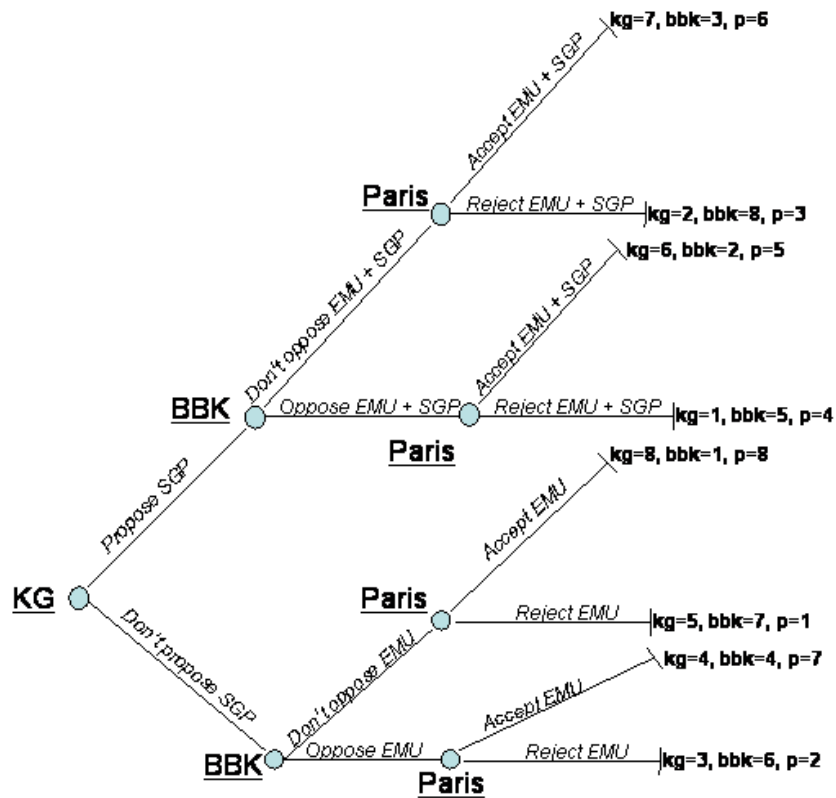 kg=7, bbk=3, p=6
Accept EMU + SGP
Paris
Reject EMU + SGP
kg=2, bbk=8, p=3
kg=6, bbk=2, p=5
Don't oppose EMU + SGP
Accept EMU + SGP
BBK
Oppose EMU + SGP
Reject EMU + SGP
kg=1, bbk=5, p=4
Paris
kg=8, bbk=1, p=8
Propose SGP
Accept EMU
KG
Paris
Reject EMU
kg=5, bbk=7, p=1
kg=4, bbk=4, p=7
Don't propose SGP
Don't oppose EMU
Accept EMU
BBK
Oppose EMU
Reject EMU
kg=3, bbk=6, p=2
Paris